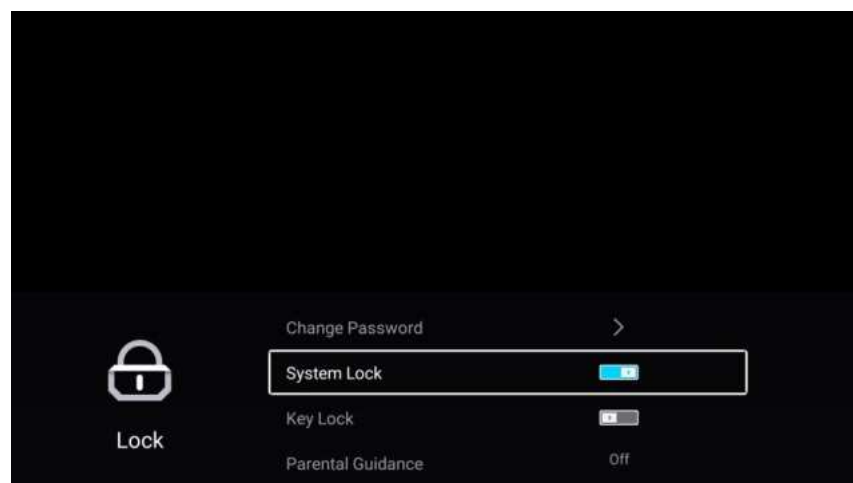 Change Password
System Lock
Key Lock
Lock
Parental Guidance Off